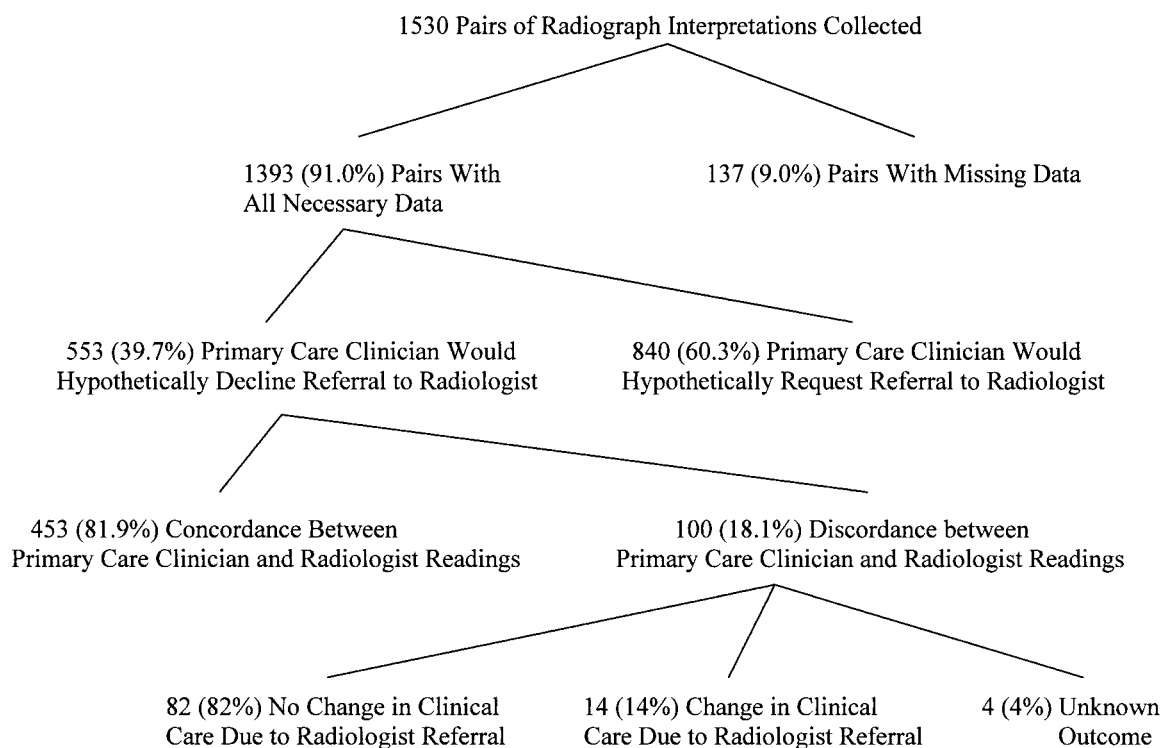 1530 Pairs of Radiograph Interpretations Collected
1393 (91.0%) Pairs With
All Necessary Data
137 (9.0%) Pairs With Missing Data
553 (39.7%) Primary Care Clinician Would
Hypothetically Decline Referral to Radiologist
840 (60.3%) Primary Care Clinician Would
Hypothetically Request Referral to Radiologist
453 (81.9%) Concordance Between
Primary Care Clinician and Radiologist Readings
100 (18.1%) Discordance between
Primary Care Clinician and Radiologist Readings
82 (82%) No Change in Clinical
Care Due to Radiologist Referral
14 (14%) Change in Clinical
Care Due to Radiologist Referral
4 (4%) Unknown
Outcome